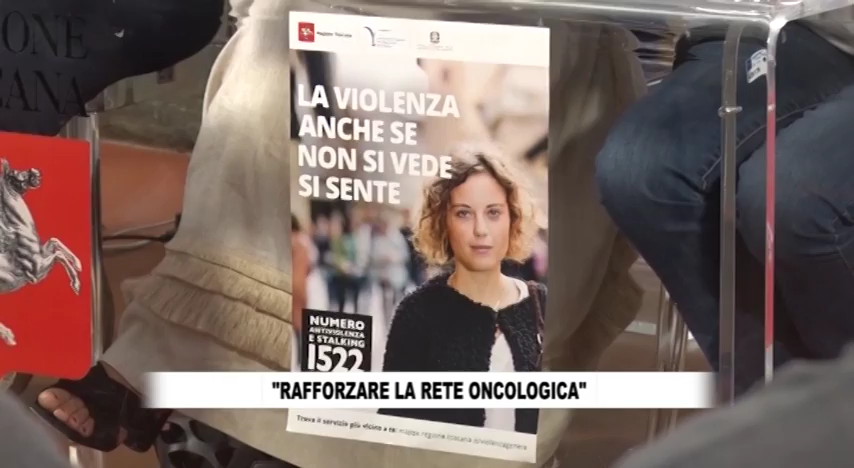 ONE
CANA
Regione Toscana
LA VIOLENZA
ANCHE SE
NON SI VEDE
SI SENTE
NUMERO
ANTIVIOLENZA
E STALKING
1522
"RAFFORZARE LA RETE ONCOLOGICA"
Trova il servizio più vicino a te: